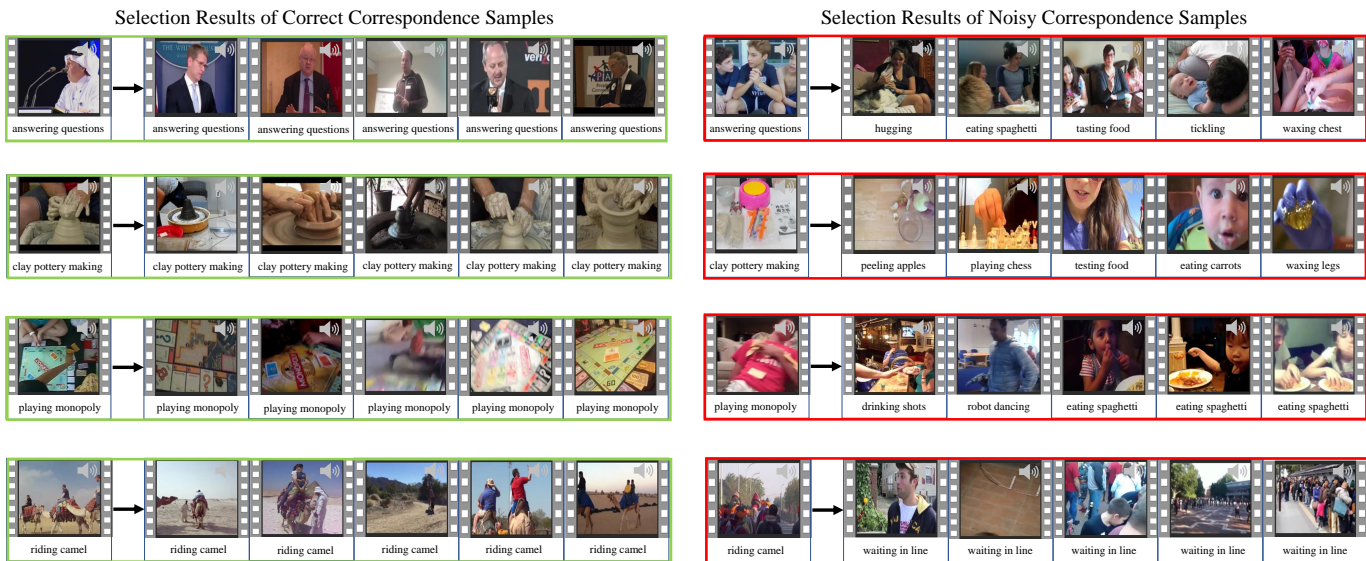 Selection Results of Correct Correspondence Samples
answering questions answering questions answering questions answering questions answering questions answering questions
clay pottery making clay pottery making clay pottery making clay pottery making clay pottery making clay pottery making
playing monopoly playing monopoly playing monopoly playing monopoly playing monopoly playing monopoly
riding camel riding camel riding camel riding camel riding camel riding camel
Selection Results of Noisy Correspondence Samples
answering questions hugging eating spaghetti tasting food tickling waxing chest
clay pottery making peeling apples playing chess testing food eating carrots waxing legs
playing monopoly drinking shots robot dancing eating spaghetti eating spaghetti eating spaghetti
riding camel waiting in line waiting in line waiting in line waiting in line waiting in line